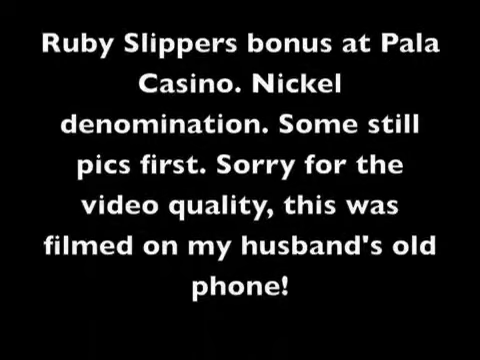 Ruby Slippers bonus at Pala
Casino. Nickel
denomination. Some still
pics first. Sorry for the
video quality, this was
filmed on my husband's old
phone!